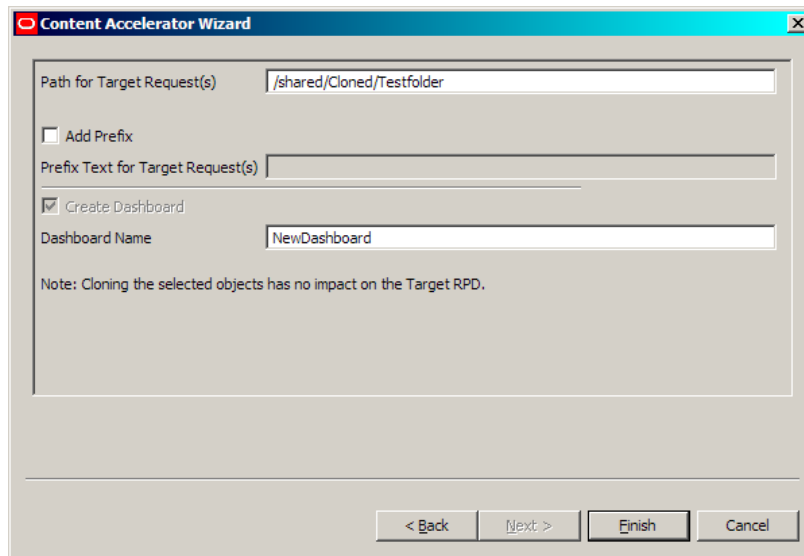 Content Accelerator Wizard
Path for Target Request(s) /shared/Cloned/Testfolder
Add Prefix
Prefix Text for Target Request(s)
Create Dashboard
Dashboard Name NewDashboard
Note: Cloning the selected objects has no impact on the Target RPD.
< Back Next > Finish Cancel